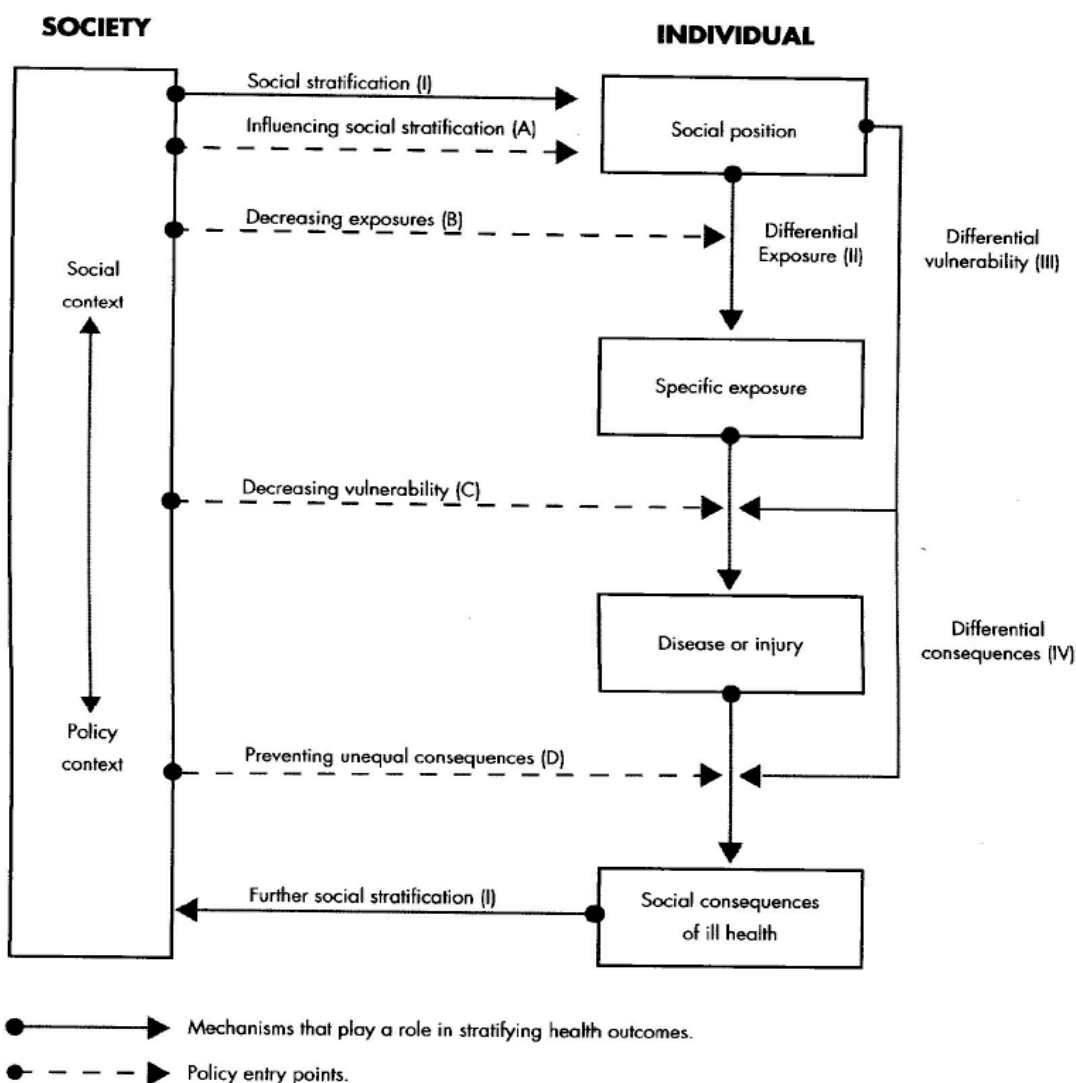 SOCIETY
INDIVIDUAL
Social stratification (I)
Influencing social stratification (A)
Social position
Decreasing exposures (B)
Differential
Exposure (II)
Differential
vulnerability (III)
Social
context
Specific exposure
Decreasing vulnerability (C)
Disease or injury
Differential
consequences (IV)
Policy
context
Preventing unequal consequences (D)
Further social stratification (I)
Social consequences
of ill health
Mechanisms that play a role in stratifying health outcomes.
Policy entry points.